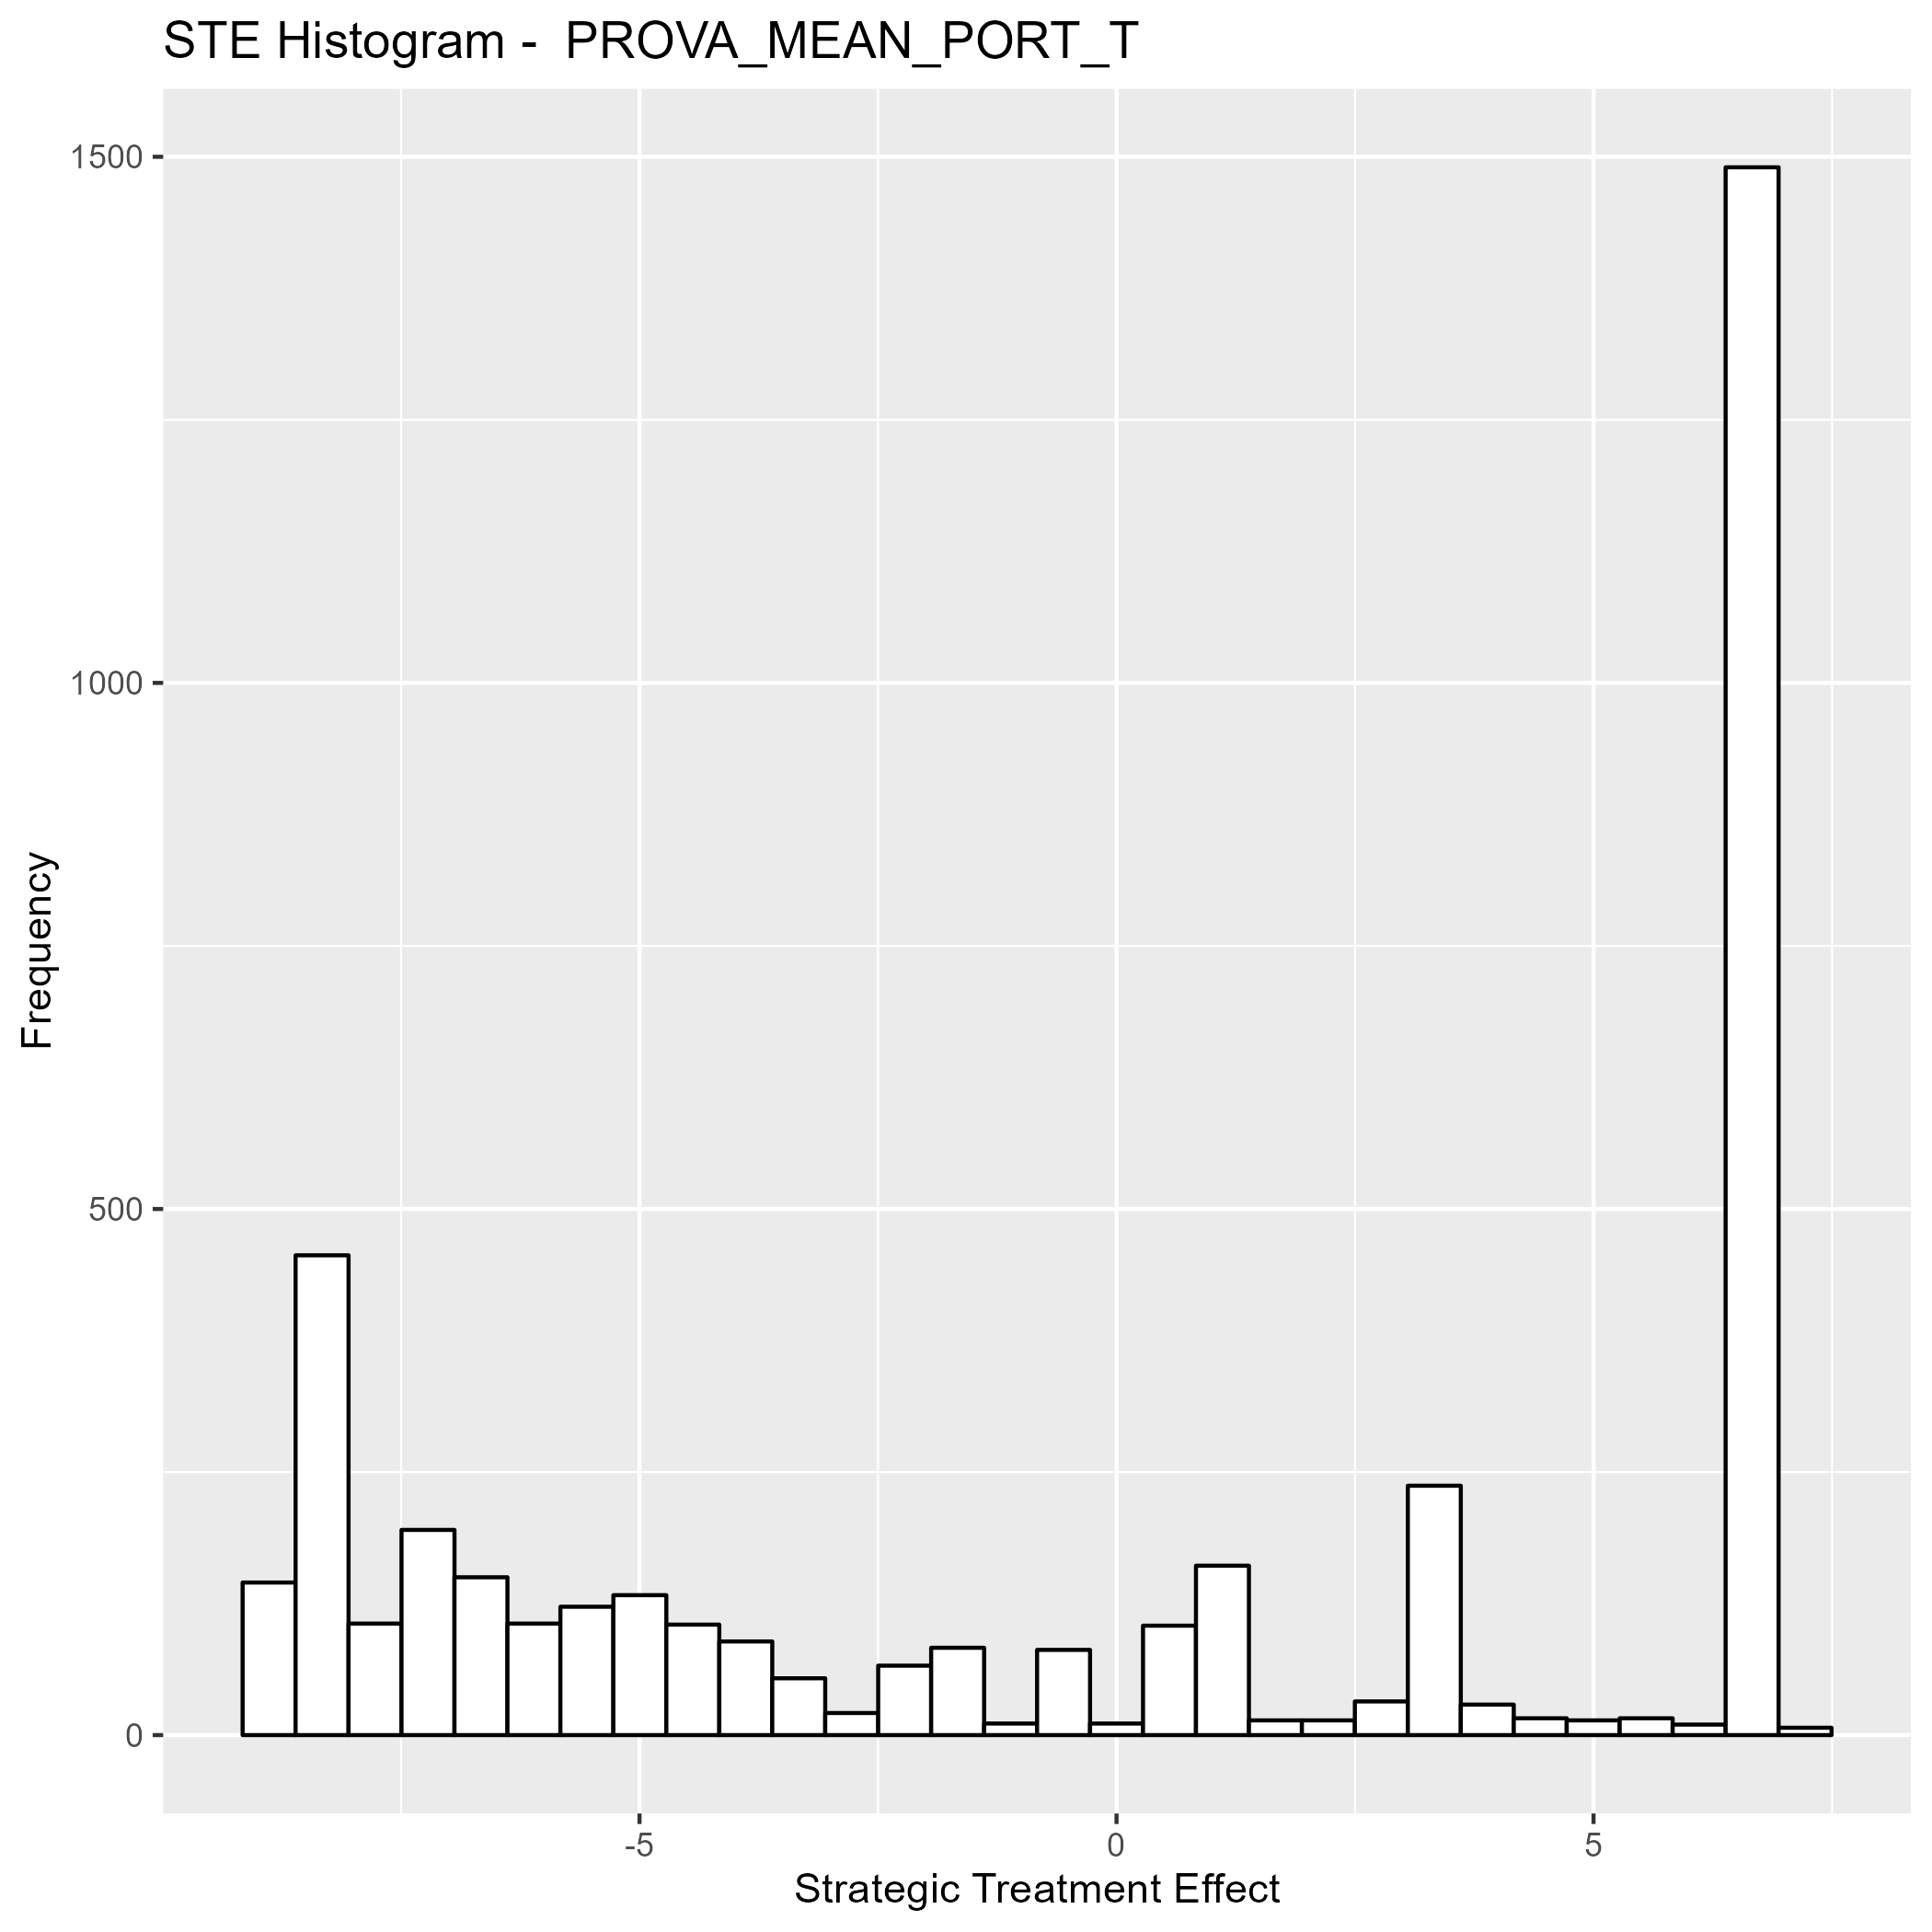 STE Histogram -  PROVA_MEAN_PORT_T
1500
1000
500
0
Frequency
-5
0
5
Strategic Treatment Effect